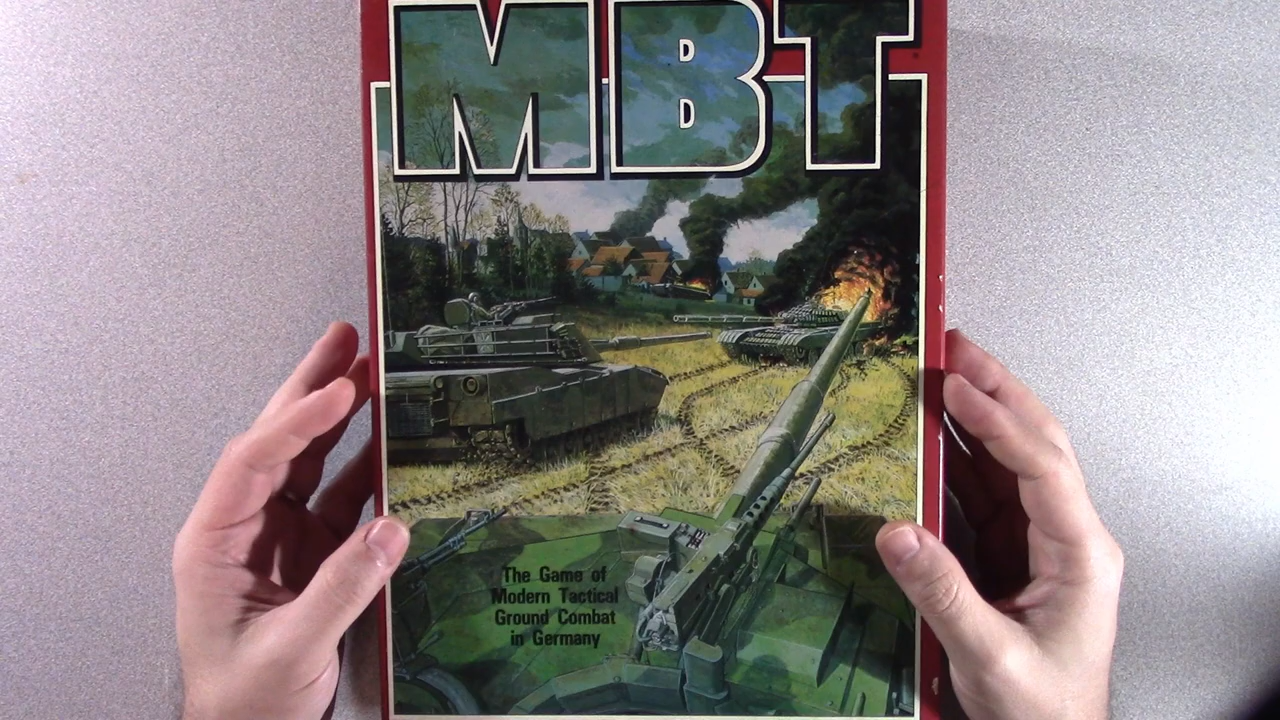 MBT
The Game of
Modern Tactical
Ground Combat
in Germany